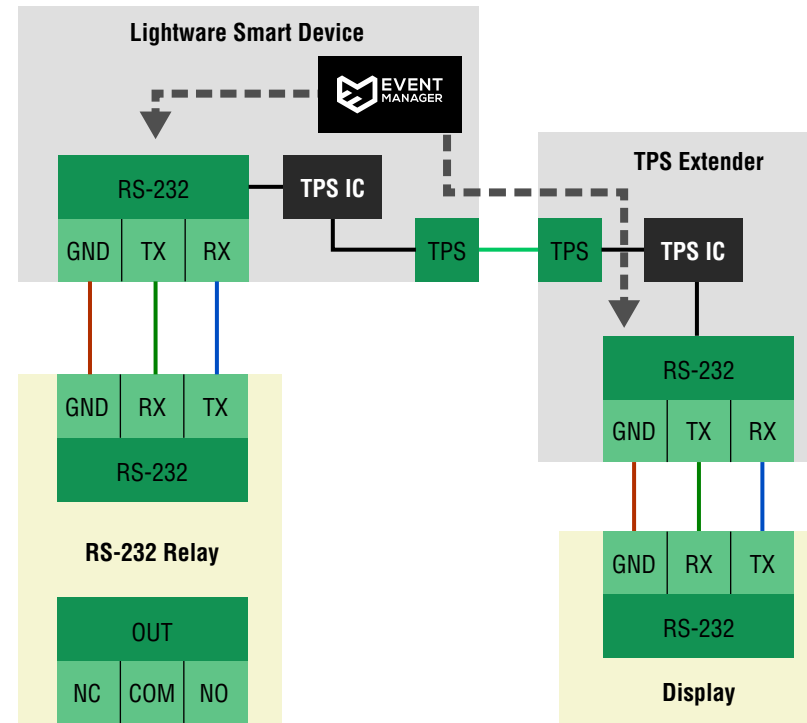 Lightware Smart Device
EVENT
MANAGER
TPS Extender
RS-232
TPS IC
GND TX RX
TPS
TPS
TPS IC
RS-232
GND TX RX
GND RX TX
RS-232
RS-232 Relay
GND RX TX
RS-232
OUT
NC COM NO
Display